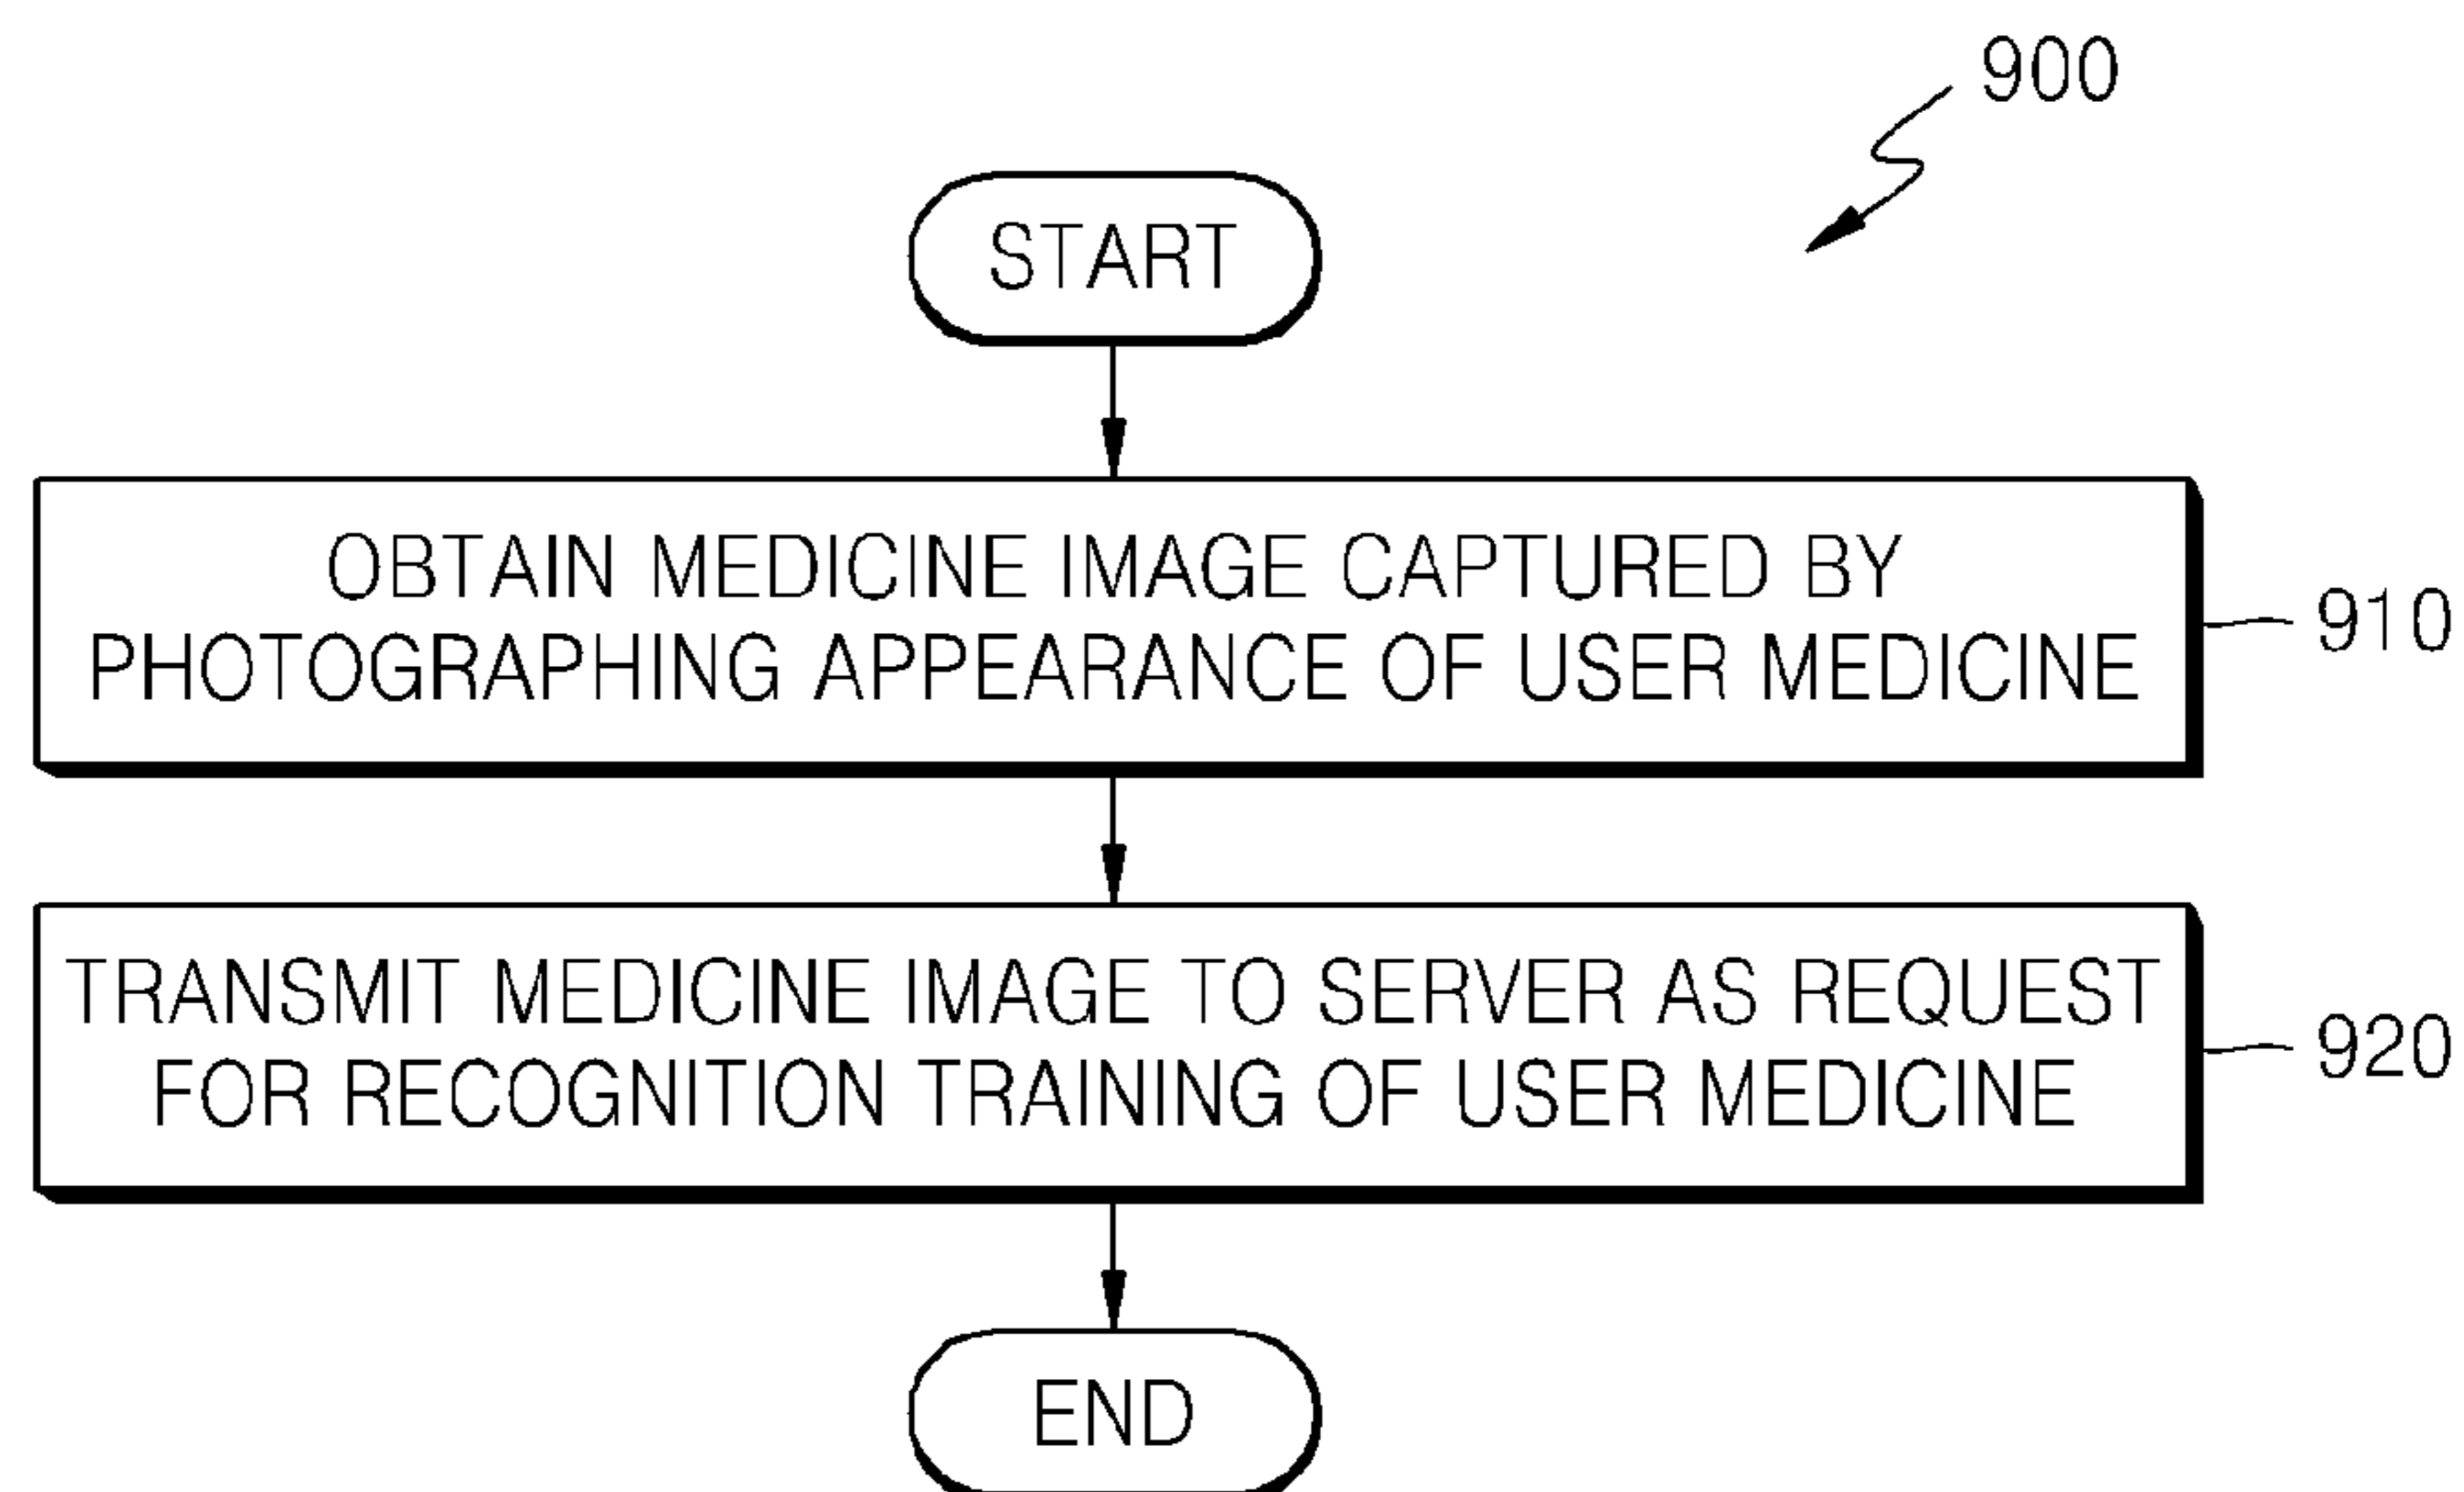 900
START
OBTAIN MEDICINE IMAGE CAPTURED BY
PHOTOGRAPHING APPEARANCE OF USER MEDICINE
910
TRANSMIT MEDICINE IMAGE TO SERVER AS REQUEST
FOR RECOGNITION TRAINING OF USER MEDICINE
920
END